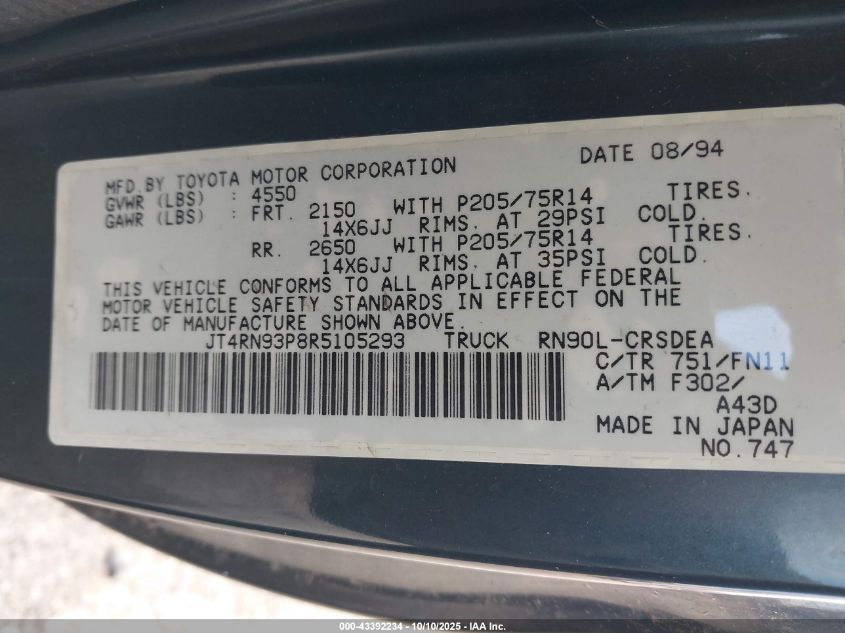 MFD. BY TOYOTA MOTOR CORPORATION DATE 08/94
GVWR (LBS) : 4550
GAWR (LBS) : FRT. 2150 WITH P205/75R14 TIRES.
14X6JJ RIMS. AT 29PSI COLD.
RR. 2650 WITH P205/75R14 TIRES.
14X6JJ RIMS. AT 35PSI COLD.
THIS VEHICLE CONFORMS TO ALL APPLICABLE FEDERAL
MOTOR VEHICLE SAFETY STANDARDS IN EFFECT ON THE
DATE OF MANUFACTURE SHOWN ABOVE.
JT4RN93P8R5105293 TRUCK RN90L-CRSDEA
C/TR 751/FN11
A/TM F302/
A43D
MADE IN JAPAN
NO.747
000-43392234 - 10/10/2025 - IAA Inc.